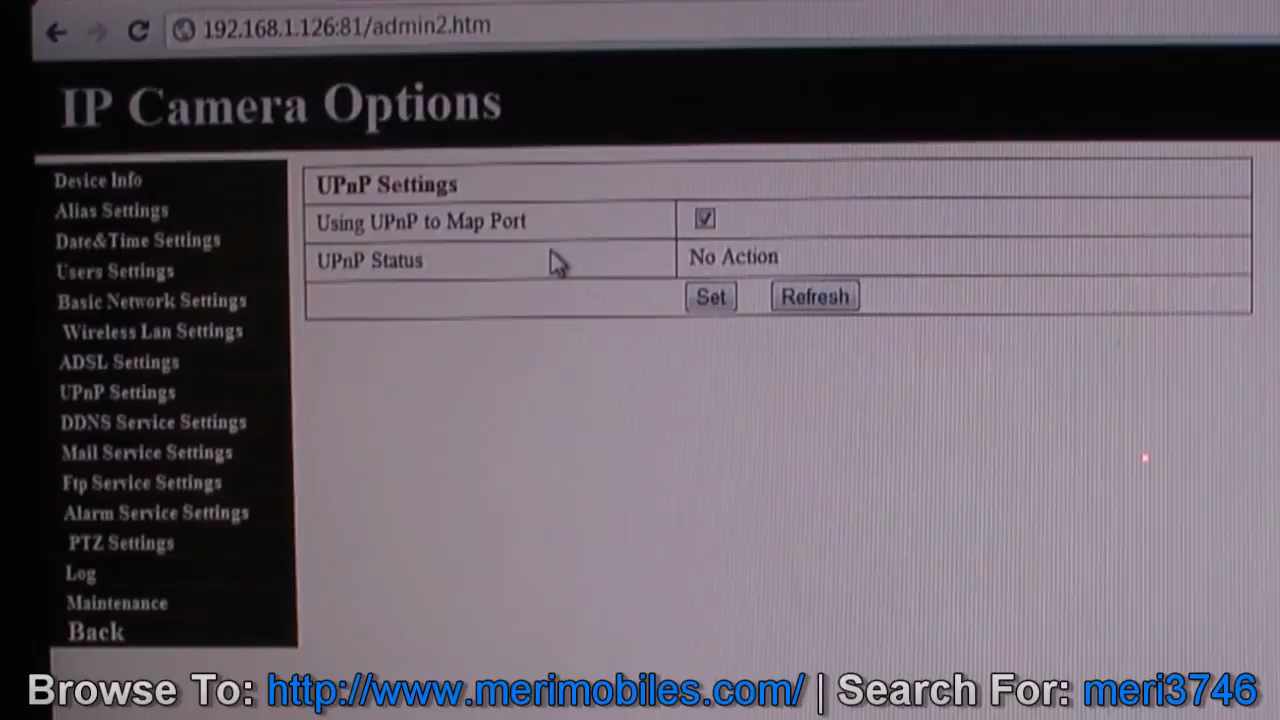 192.168.1.126:81/admin2.htm
IP Camera Options
Device Info
Alias Settings
Date&Time Settings
Users Settings
Basic Network Settings
Wireless Lan Settings
ADSL Settings
UPnP Settings
DDNS Service Settings
Mail Service Settings
Ftp Service Settings
Alarm Service Settings
PTZ Settings
Log
Maintenance
Back
UPnP Settings
Using UPnP to Map Port
UPnP Status No Action
Set Refresh
Browse To: http://www.merimobiles.com/ | Search For: meri3746